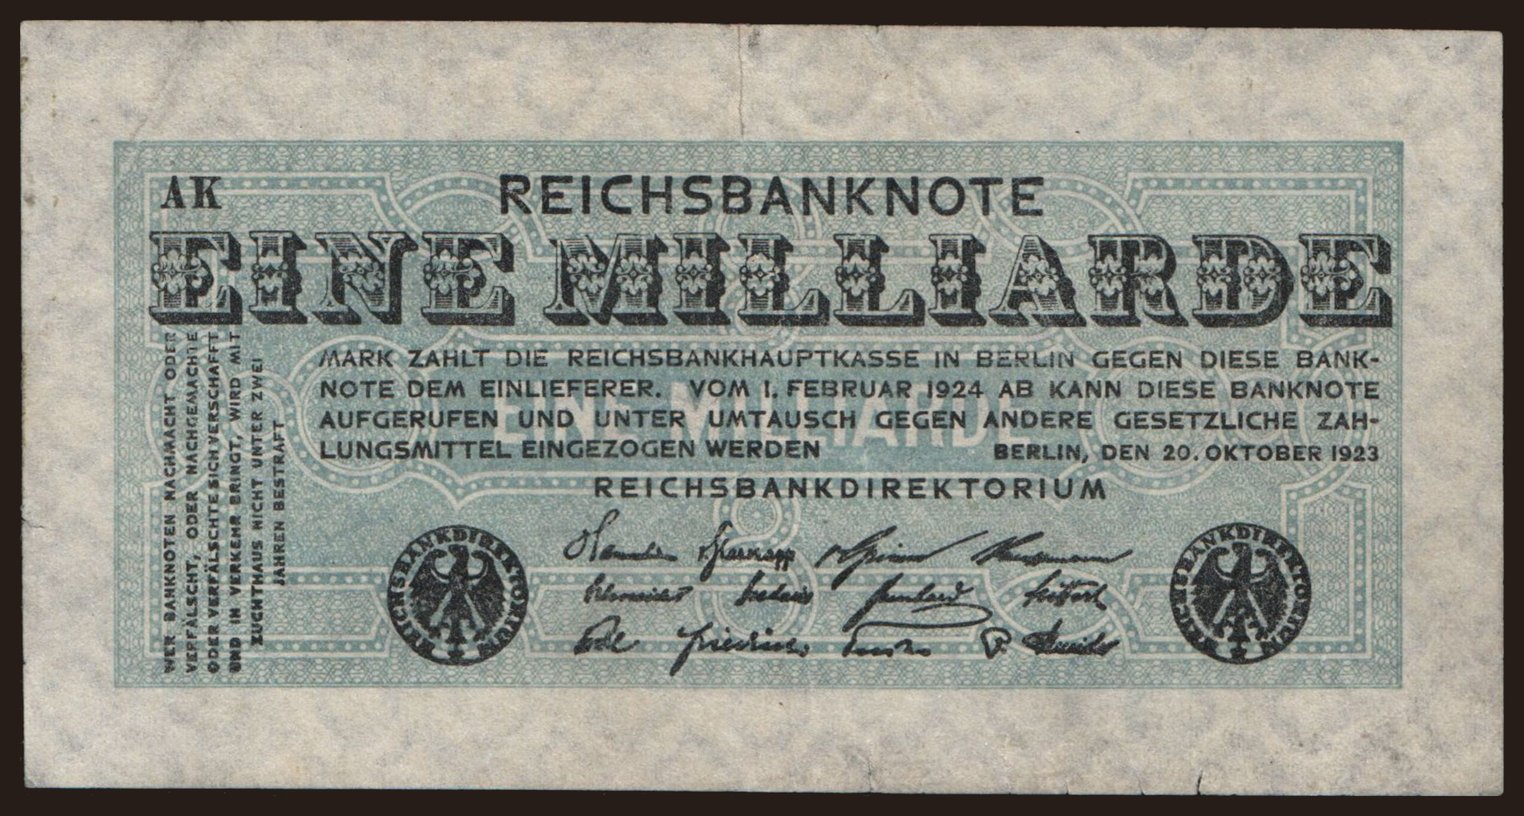 AK
REICHSBANKNOTE
EINE MILLIARDE
MARK ZAHLT DIE REICHSBANKHAUPTKASSE IN BERLIN GEGEN DIESE BANK-
NOTE DEM EINLIEFERER. VOM 1. FEBRUAR 1924 AB KANN DIESE BANKNOTE
AUFGERUFEN UND UNTER UMTAUSCH GEGEN ANDERE GESETZLICHE ZAH-
LUNGSMITTEL EINGEZOGEN WERDEN
BERLIN, DEN 20. OKTOBER 1923
REICHSBANKDIREKTORIUM
WER BANKNOTEN NACHMACHT ODER
VERFÄLSCHT, ODER NACHGEMACHTE
ODER VERFÄLSCHTE SICH VERSCHAFFT
UND IN VERKEHR BRINGT, WIRD MIT
ZUCHTHAUS NICHT UNTER ZWEI
JAHREN BESTRAFT
EINE MILLIARDE
REICHSBANKDIREKTORIUM
REICHSBANKDIREKTORIUM